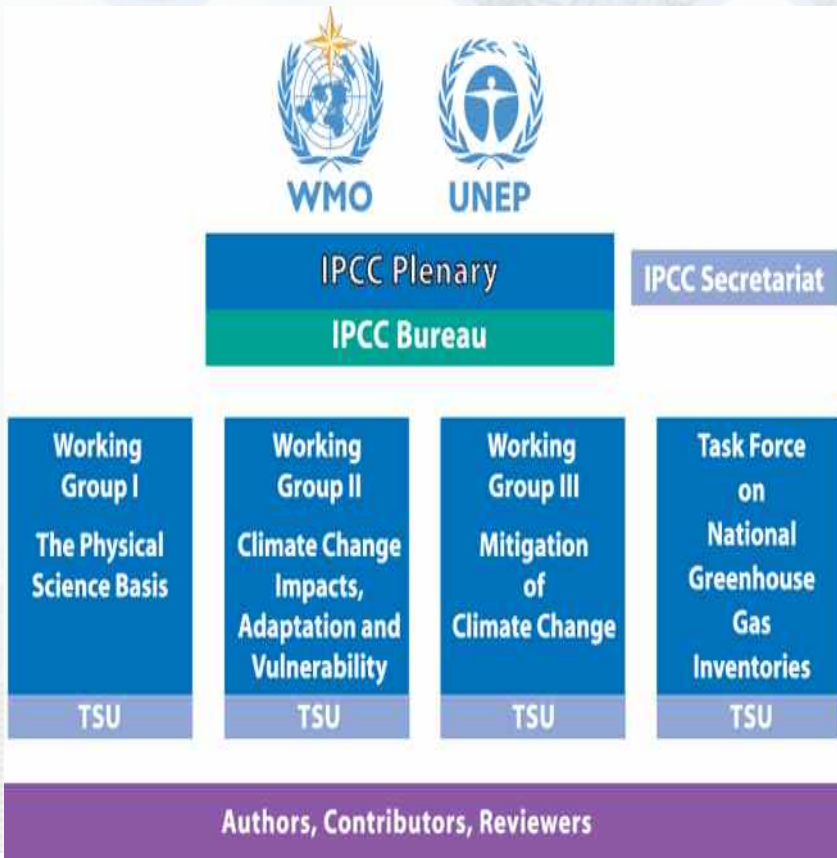 WMO
UNEP
IPCC Plenary
IPCC Secretariat
IPCC Bureau
Working
Group I
The Physical
Science Basis
TSU
Working
Group II
Climate Change
Impacts,
Adaptation and
Vulnerability
TSU
Working
Group III
Mitigation
of
Climate Change
TSU
Task Force
on
National
Greenhouse
Gas
Inventories
TSU
Authors, Contributors, Reviewers